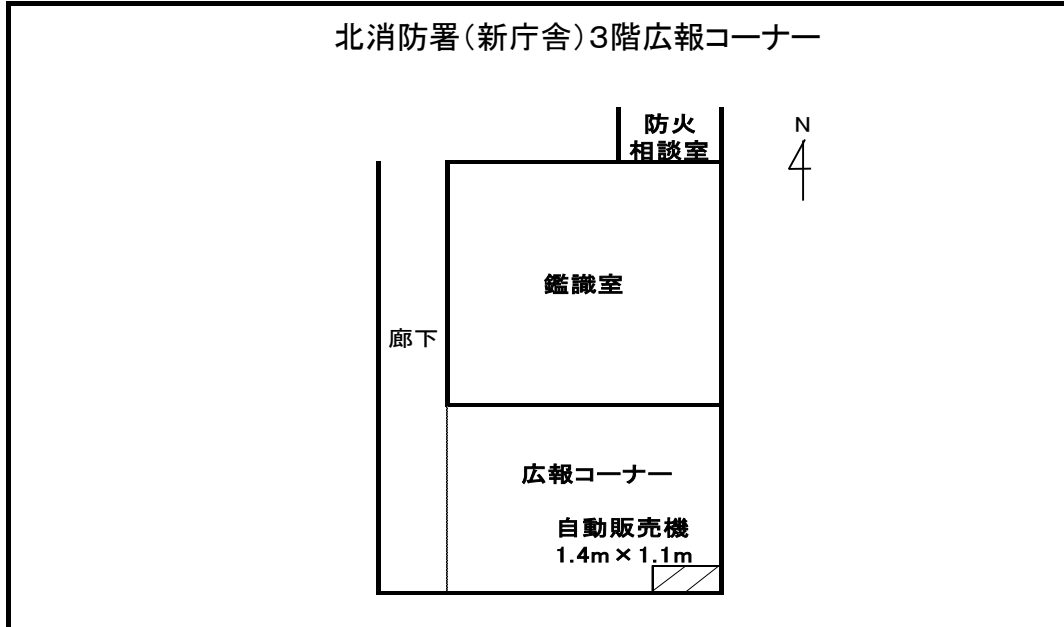 北消防署(新庁舎)3階広報コーナー
防火
相談室
N
鑑識室
廊下
広報コーナー
自動販売機
1.4m×1.1m